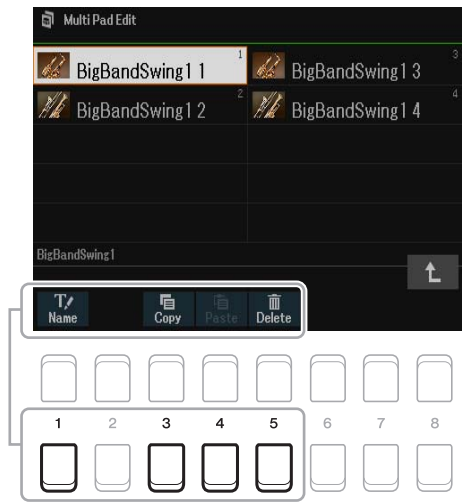 Multi Pad Edit
BigBandSwing1 1 1
BigBandSwing1 3 3
BigBandSwing1 2 2
BigBandSwing1 4 4
BigBandSwing1
Name Copy Paste Delete
1 2 3 4 5 6 7 8